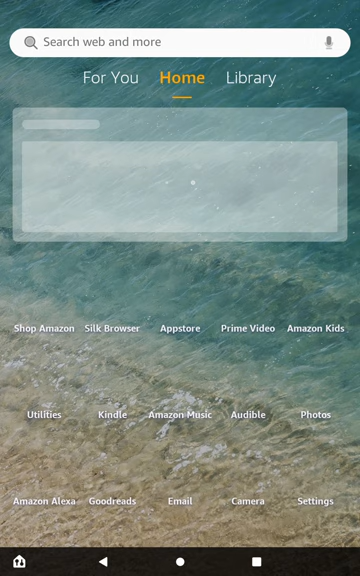 Search web and more
For You Home Library
Shop Amazon Silk Browser Appstore Prime Video Amazon Kids
Utilities Kindle Amazon Music Audible Photos
Amazon Alexa Goodreads Email Camera Settings